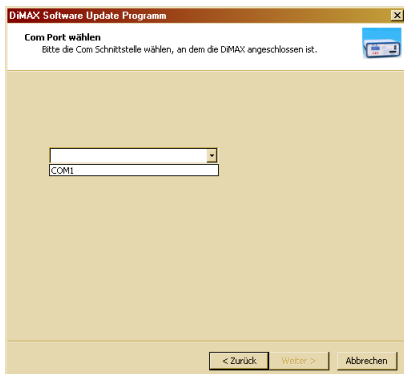 DiMAX Software Update Programm
Com Port wählen
Bitte die Com Schnittstelle wählen, an dem die DiMAX angeschlossen ist.
COM1
< Zurück
Weiter >
Abbrechen